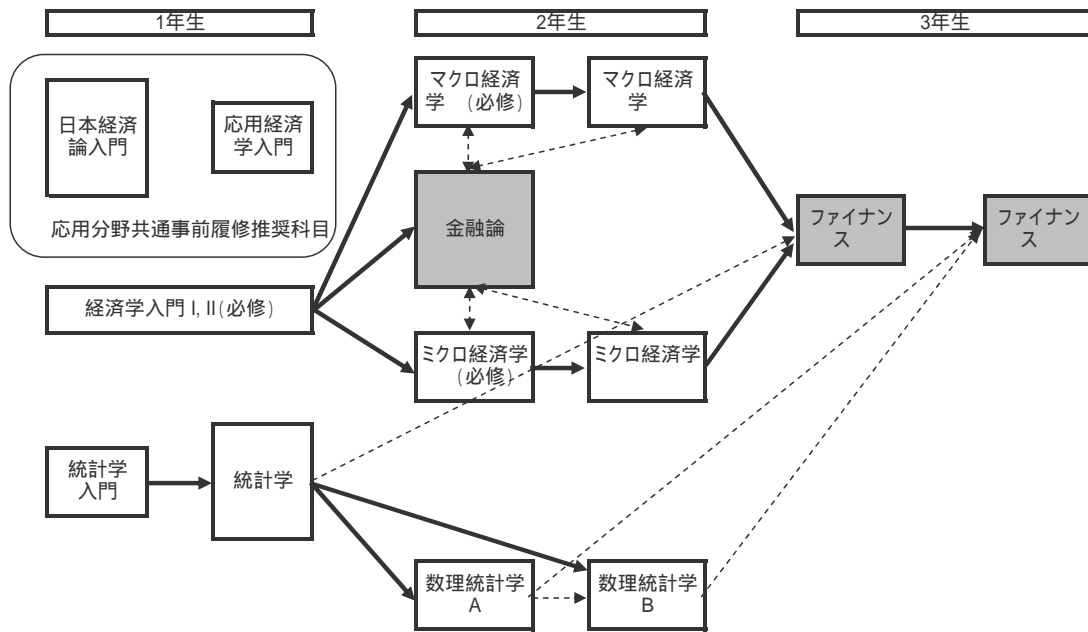 1年生
2年生
3年生
日本経済
論入門
応用経済
学入門
応用分野共通事前履修推奨科目
経済学入門 I, II(必修)
統計学
入門
統計学
マクロ経済
学 (必修)
マクロ経済
学
金融論
ミクロ経済学
(必修)
ミクロ経済学
数理統計学
A
数理統計学
B
ファイナン
ス
ファイナン
ス